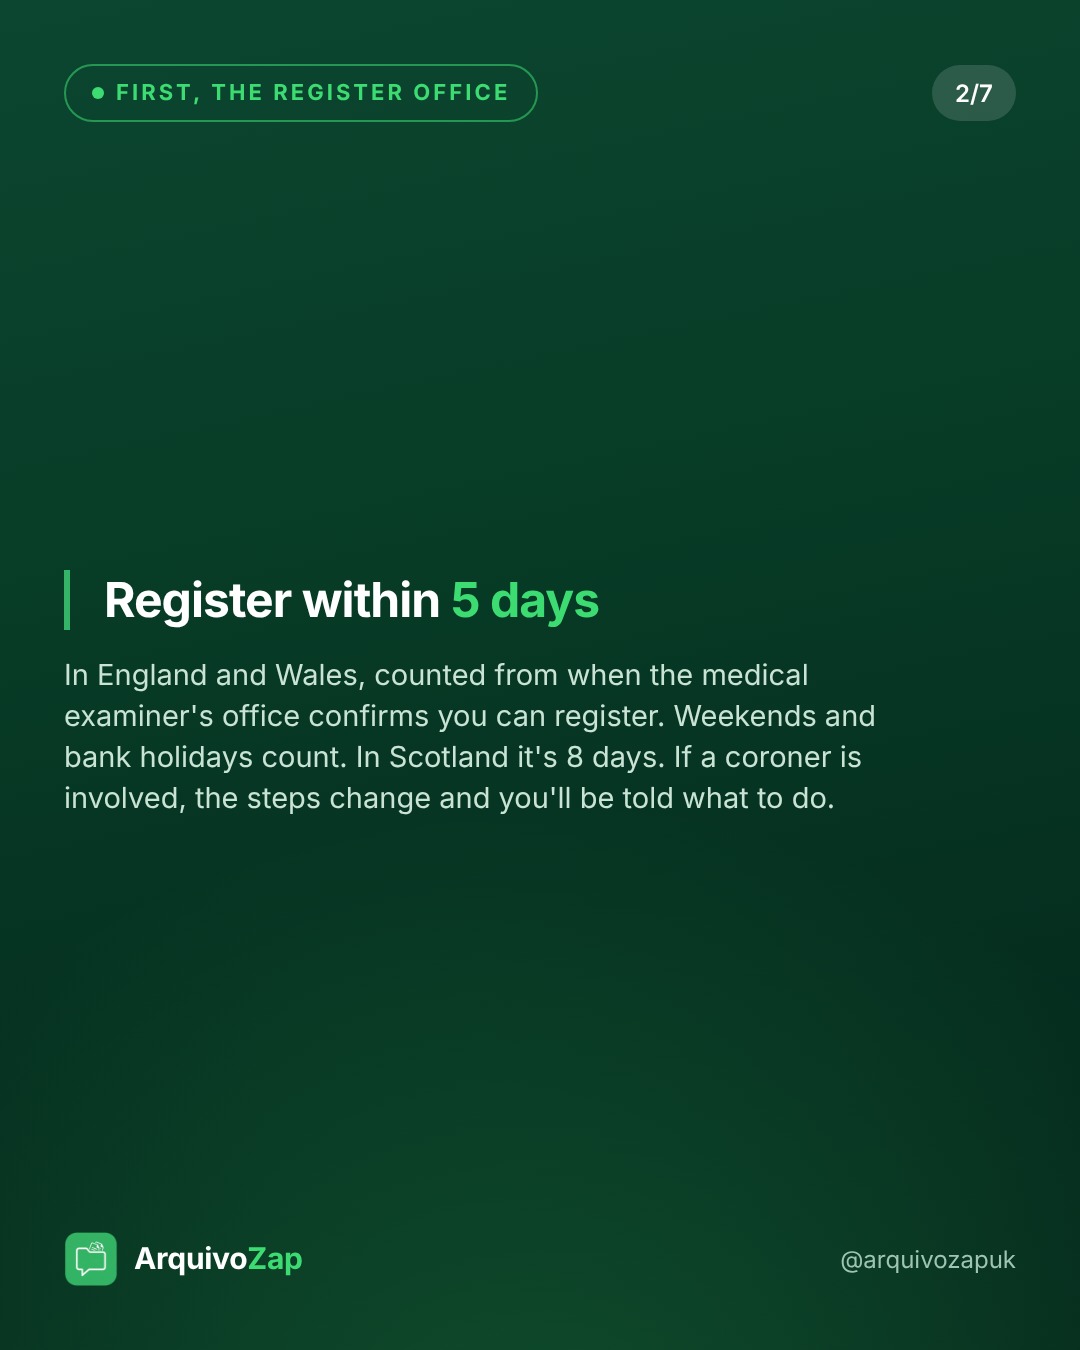 FIRST, THE REGISTER OFFICE
2/7
Register within 5 days
In England and Wales, counted from when the medical
examiner's office confirms you can register. Weekends and
bank holidays count. In Scotland it's 8 days. If a coroner is
involved, the steps change and you'll be told what to do.
ArquivoZap
@arquivozapuk